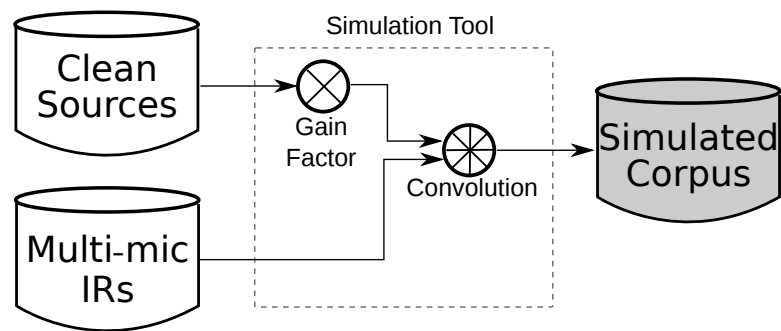 Simulation Tool
Clean
Sources
Gain
Factor
Convolution
Simulated
Corpus
Multi-mic
IRs